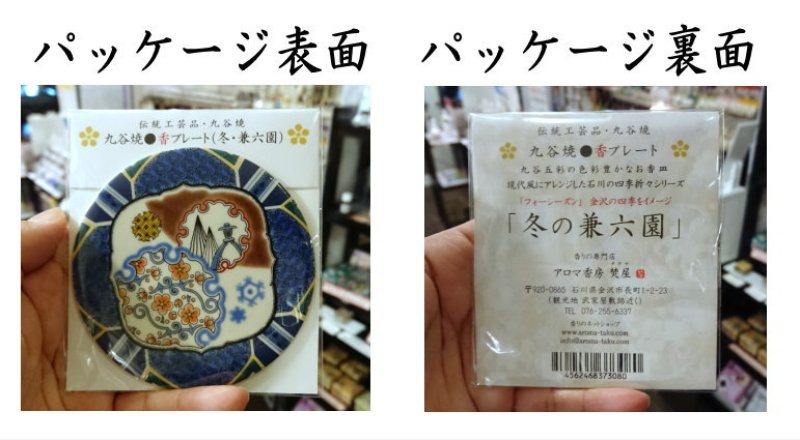 パッケージ表面
伝統工芸品・九谷焼
九谷焼●香プレート(冬・兼六園)
パッケージ裏面
伝統工芸品・九谷焼
九谷焼●香プレート
九谷五彩の色彩豊かなお香皿
現代風にアレンジした石川の四季折々シリーズ
「フォーシーズン」 金沢の四季をイメージ
「冬の兼六園」
香りの専門店
アロマ香房 焚屋
〒920-0865 石川県金沢市長町1-2-23
(観光地 武家屋敷跡近く)
TEL 076-255-6337
香りのネットショップ
www.aroma-taku.com
info@aroma-taku.com
4562468373080